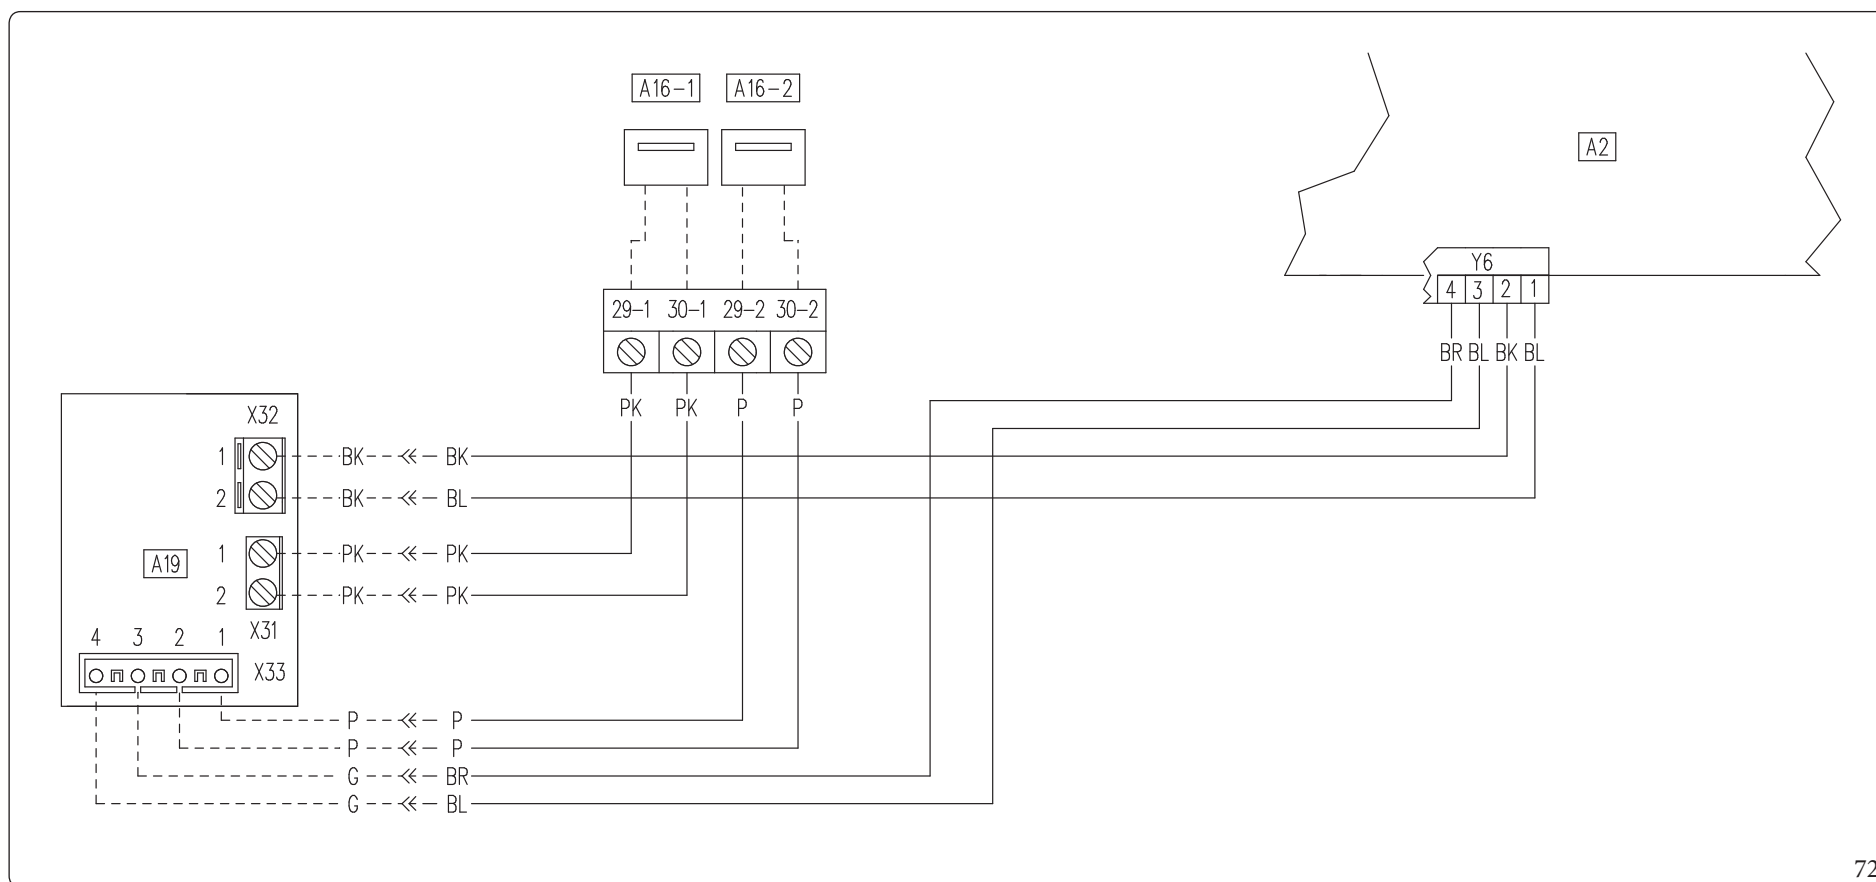 A16-1 A16-2
A2
Y6
4 3 2 1
29-1 30-1 29-2 30-2
BR BL BK BL
PK PK P P
X32
1 BK BK
2 BK BL
A19
1 PK PK
2 PK PK
X31
4 3 2 1
X33
P P
P P
G BR
G BL
72